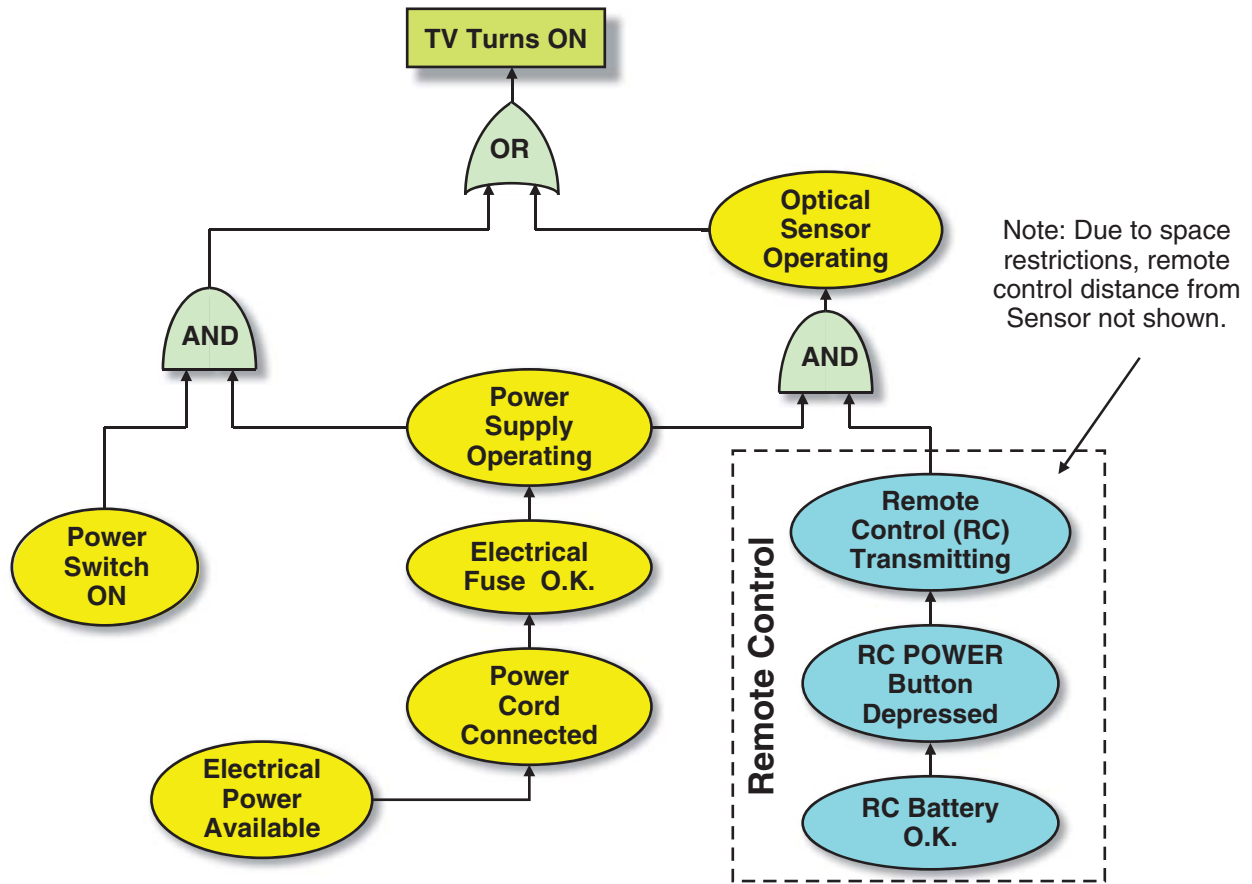 TV Turns ON
OR
Optical
Sensor
Operating
Note: Due to space
restrictions, remote
control distance from
Sensor not shown.
AND
AND
Power
Supply
Operating
Power
Switch
ON
Electrical
Fuse O.K.
Power
Cord
Connected
Electrical
Power
Available
Remote Control
Remote
Control (RC)
Transmitting
RC POWER
Button
Depressed
RC Battery
O.K.